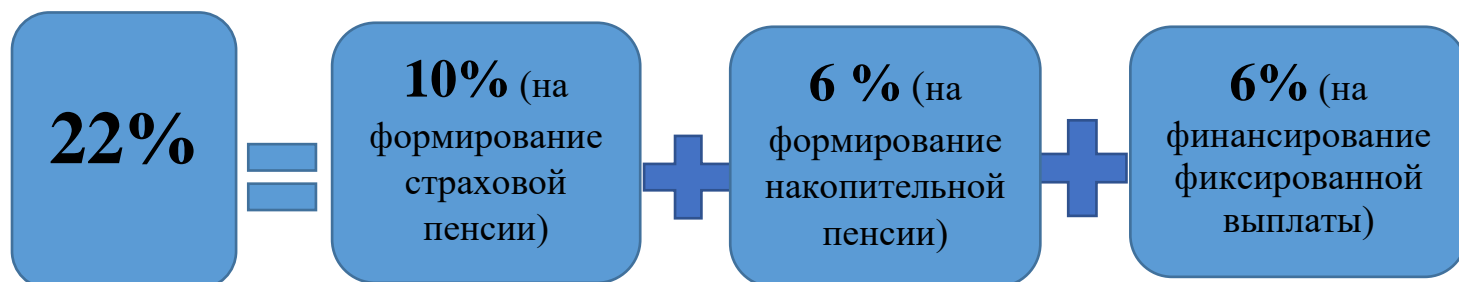 22%
10% (на
формирование
страховой
пенсии)
6 % (на
формирование
накопительной
пенсии)
6% (на
финансирование
фиксированной
выплаты)